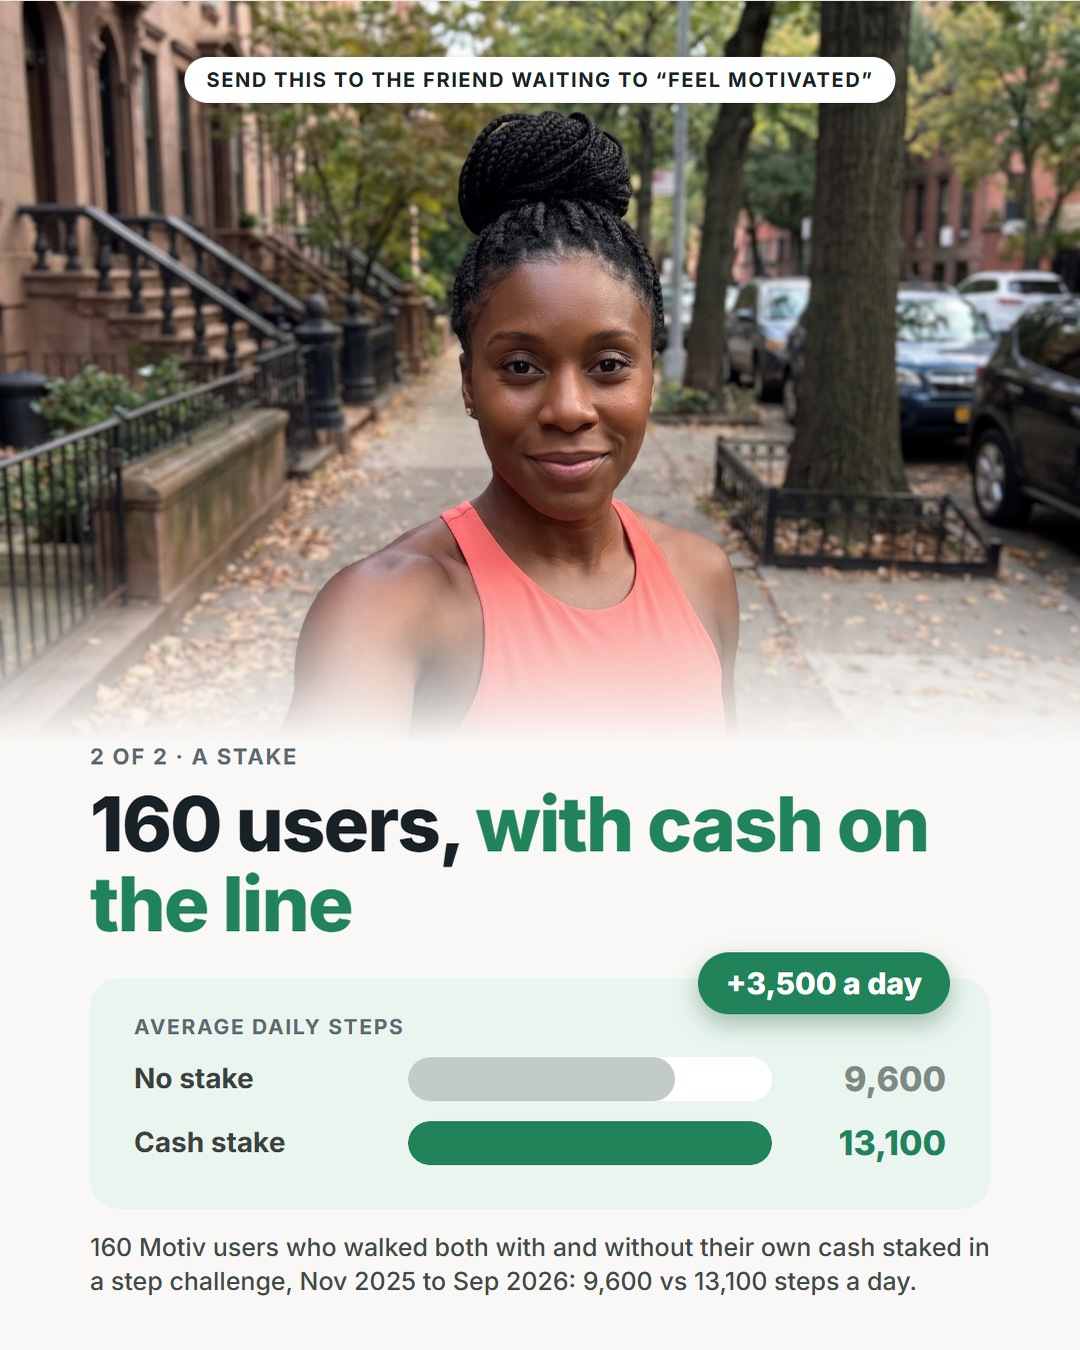 SEND THIS TO THE FRIEND WAITING TO “FEEL MOTIVATED”
2 OF 2 · A STAKE
160 users, with cash on
the line
+3,500 a day
AVERAGE DAILY STEPS
No stake 9,600
Cash stake 13,100
160 Motiv users who walked both with and without their own cash staked in
a step challenge, Nov 2025 to Sep 2026: 9,600 vs 13,100 steps a day.